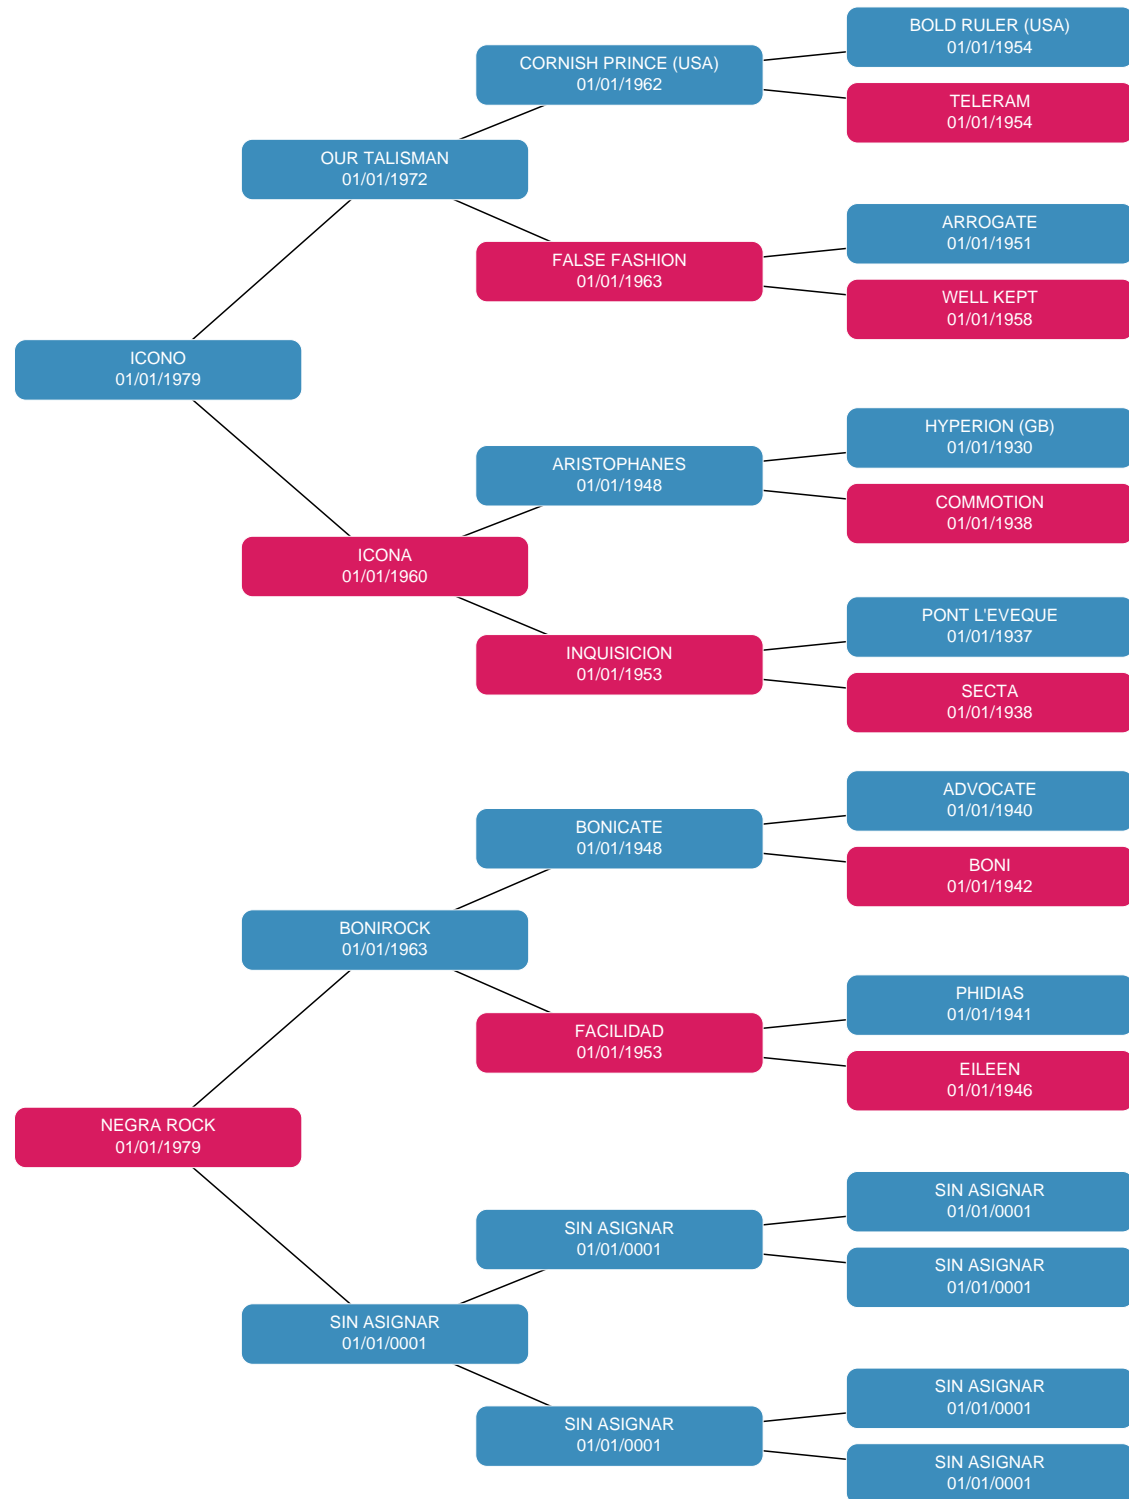 BOLD RULER (USA)
01/01/1954
CORNISH PRINCE (USA)
01/01/1962
TELERAM
01/01/1954
OUR TALISMAN
01/01/1972
ARROGATE
01/01/1951
FALSE FASHION
01/01/1963
WELL KEPT
01/01/1958
ICONO
01/01/1979
HYPERION (GB)
01/01/1930
ARISTOPHANES
01/01/1948
COMMOTION
01/01/1938
ICONA
01/01/1960
PONT L'EVEQUE
01/01/1937
INQUISICION
01/01/1953
SECTA
01/01/1938
ADVOCATE
01/01/1940
BONICATE
01/01/1948
BONI
01/01/1942
BONIROCK
01/01/1963
PHIDIAS
01/01/1941
FACILIDAD
01/01/1953
EILEEN
01/01/1946
NEGRA ROCK
01/01/1979
SIN ASIGNAR
01/01/0001
SIN ASIGNAR
01/01/0001
SIN ASIGNAR
01/01/0001
SIN ASIGNAR
01/01/0001
SIN ASIGNAR
01/01/0001
SIN ASIGNAR
01/01/0001
SIN ASIGNAR
01/01/0001